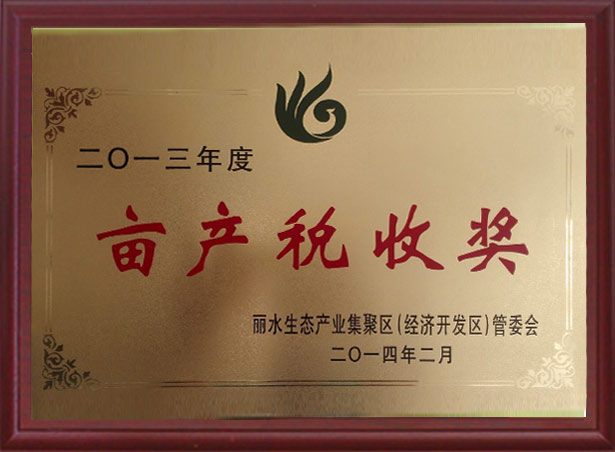 二〇一三年度
亩产税收奖
丽水生态产业集聚区(经济开发区)管委会
二〇一四年二月